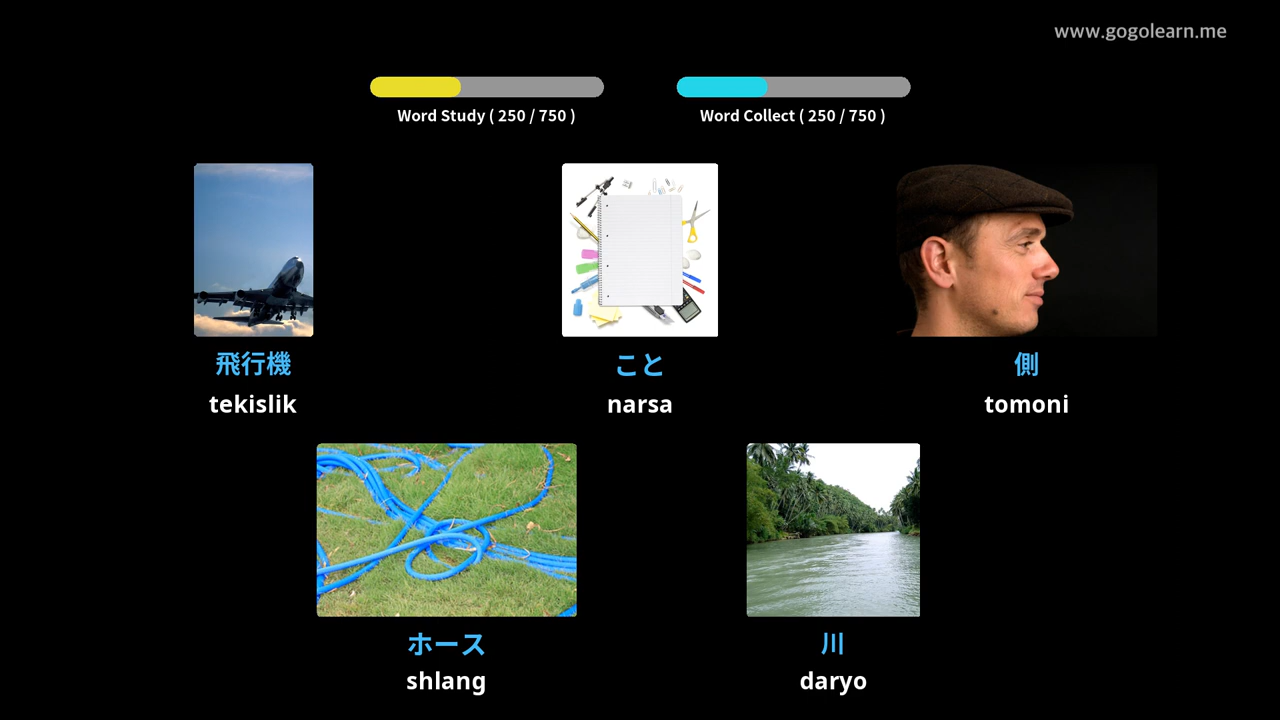 www.gogolearn.me
Word Study ( 250 / 750 )
Word Collect ( 250 / 750 )
飛行機
こと
側
tekislik
narsa
tomoni
ホース
川
shlang
daryo